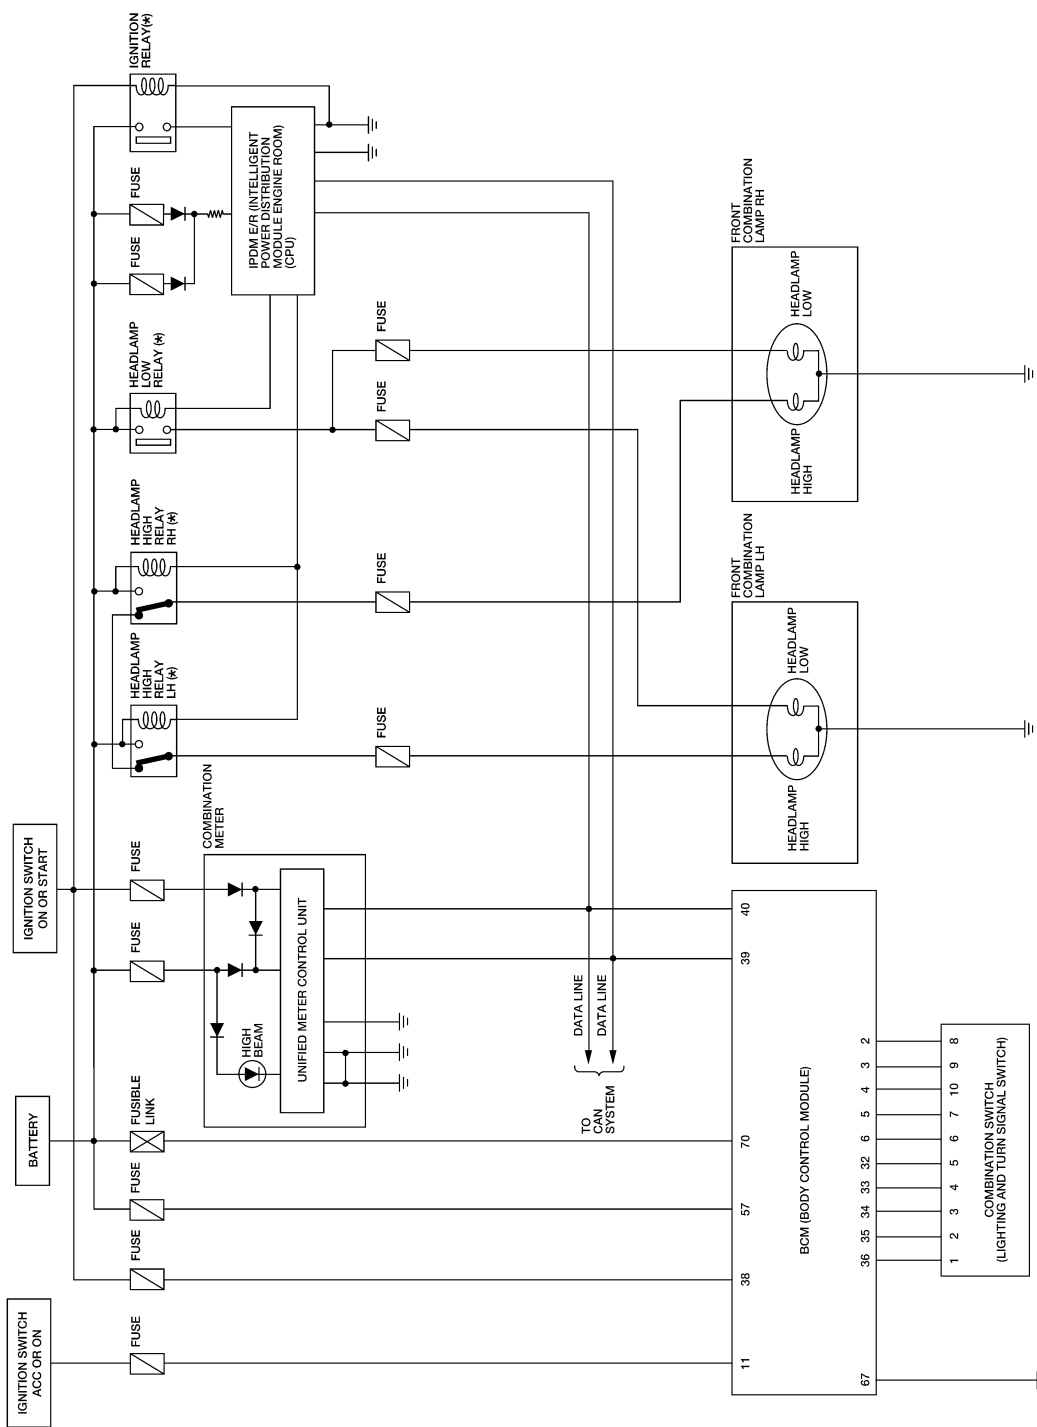 IGNITION SWITCH
ACC OR ON
BATTERY
IGNITION SWITCH
ON OR START
FUSE
FUSE
FUSE
FUSIBLE
LINK
FUSE
FUSE
HEADLAMP
HIGH
RELAY
LH (*)
HEADLAMP
HIGH
RELAY
RH (*)
HEADLAMP
LOW
RELAY (*)
FUSE
FUSE
IGNITION
RELAY(*)
COMBINATION
METER
HIGH
BEAM
UNIFIED METER CONTROL UNIT
IPDM E/R (INTELLIGENT
POWER DISTRIBUTION
MODULE ENGINE ROOM)
(CPU)
FUSE
FUSE
FUSE
FUSE
TO
CAN
SYSTEM
DATA LINE
DATA LINE
FRONT
COMBINATION
LAMP LH
HEADLAMP
HIGH
HEADLAMP
LOW
FRONT
COMBINATION
LAMP RH
HEADLAMP
HIGH
HEADLAMP
LOW
11
38
57
70
39
40
BCM (BODY CONTROL MODULE)
67
36
35
34
33
32
6
5
4
3
2
1
2
3
4
5
6
7
10
9
8
COMBINATION SWITCH
(LIGHTING AND TURN SIGNAL SWITCH)